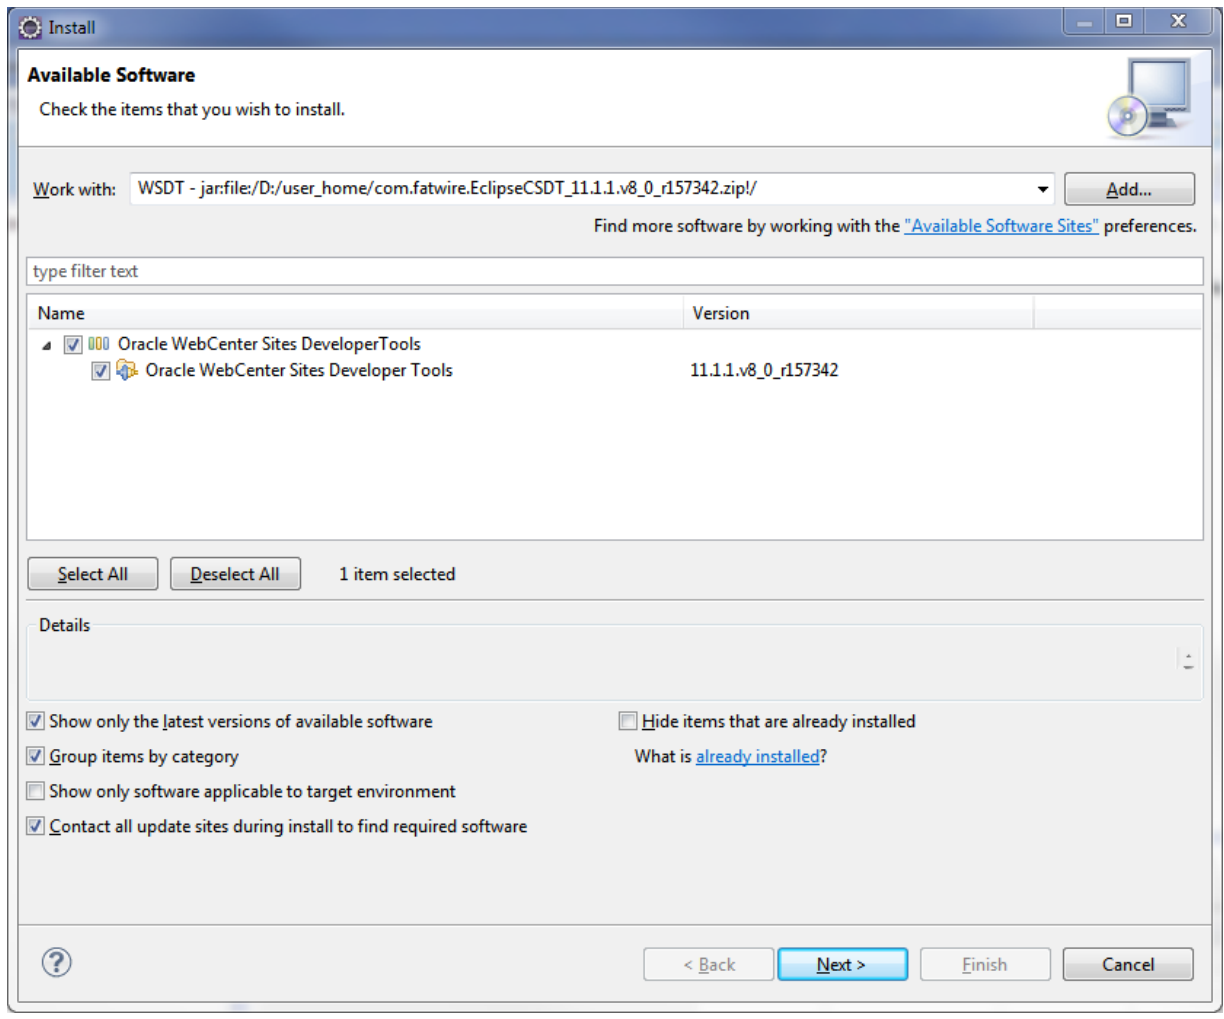 Install
Available Software
Check the items that you wish to install.
Work with: WSDT - jar:file:/D:/user_home/com.fatwire.EclipseCSDT_11.1.1.v8_0_r157342.zip!/ Add...
Find more software by working with the "Available Software Sites" preferences.
type filter text
Name Version
Oracle WebCenter Sites DeveloperTools
Oracle WebCenter Sites Developer Tools 11.1.1.v8_0_r157342
Select All Deselect All 1 item selected
Details
Show only the latest versions of available software Hide items that are already installed
Group items by category What is already installed?
Show only software applicable to target environment
Contact all update sites during install to find required software
? < Back Next > Finish Cancel